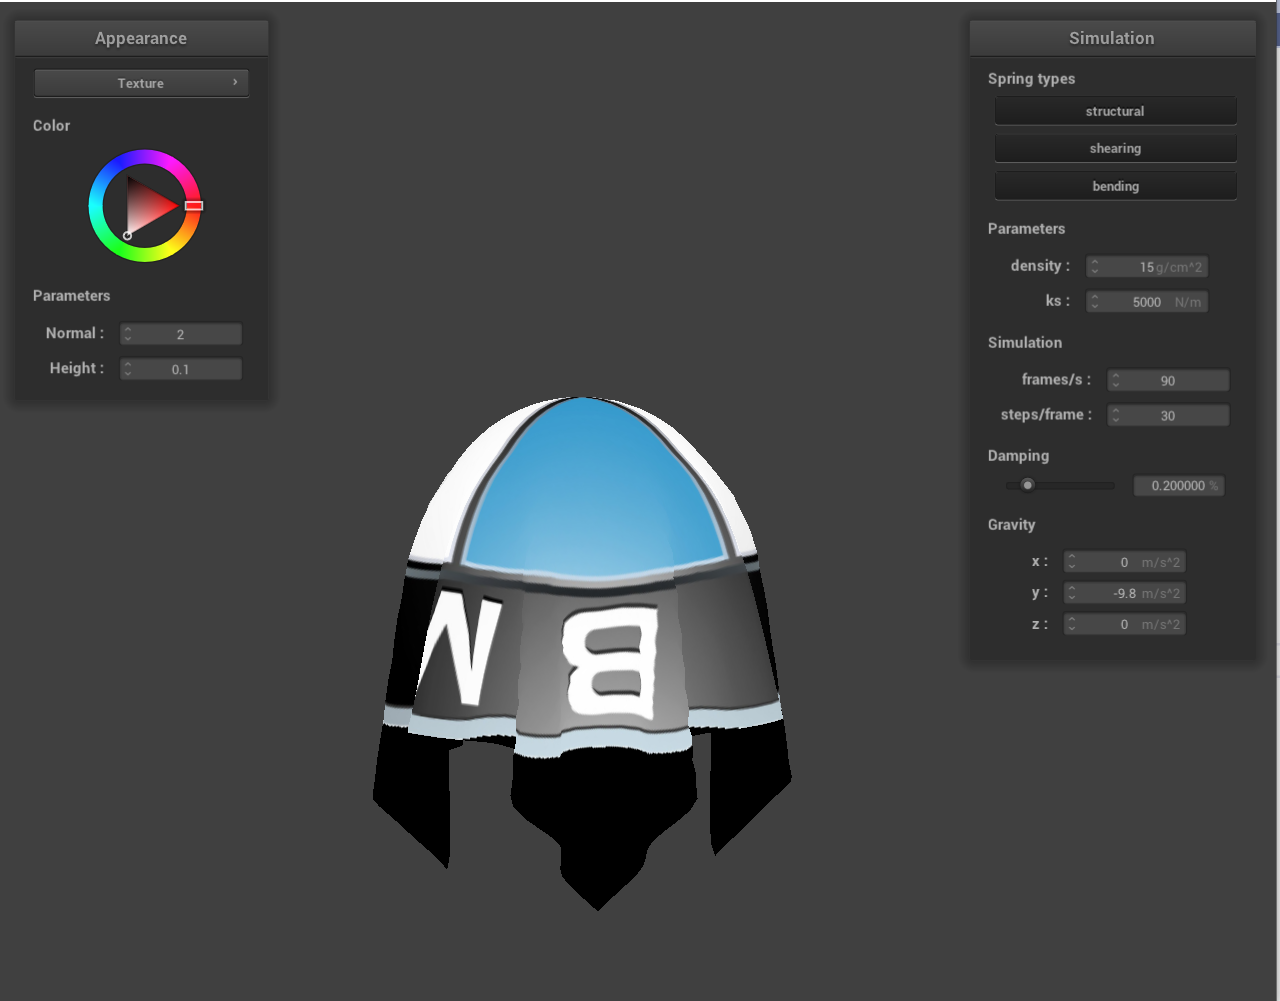 Appearance
Texture
Color
Parameters
Normal : 2
Height : 0.1
Simulation
Spring types
structural
shearing
bending
Parameters
density : 15 g/cm^2
ks : 5000 N/m
Simulation
frames/s : 90
steps/frame : 30
Damping
0.200000 %
Gravity
x : 0 m/s^2
y : -9.8 m/s^2
z : 0 m/s^2
W B